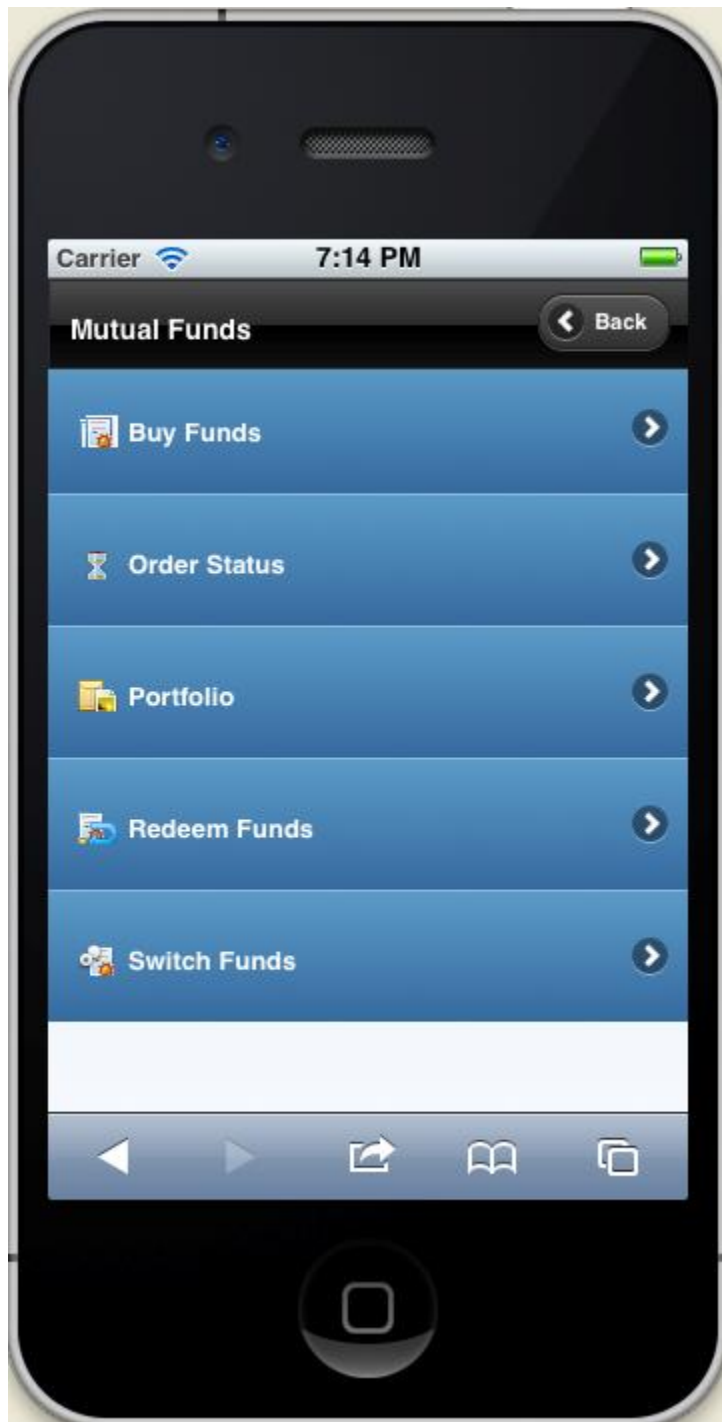 Carrier 7:14 PM
Mutual Funds Back
Buy Funds
Order Status
Portfolio
Redeem Funds
Switch Funds